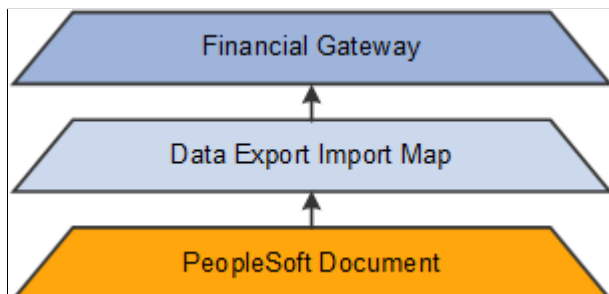 Financial Gateway
Data Export Import Map
PeopleSoft Document